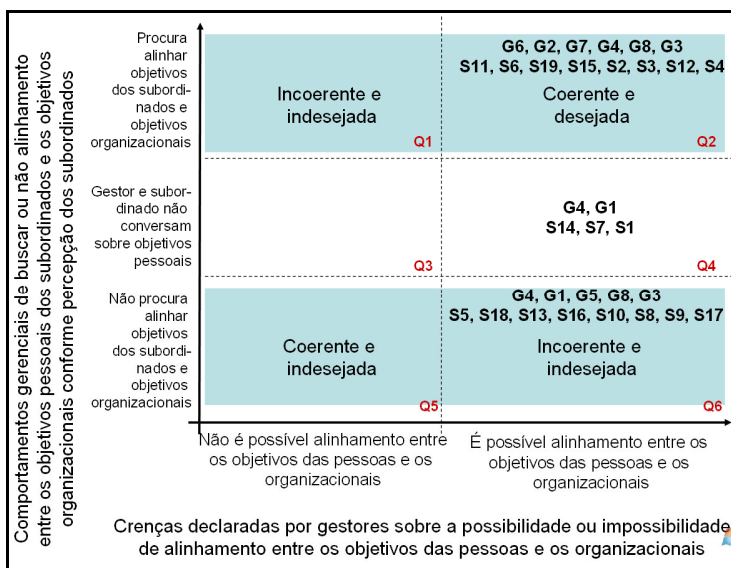 Comportamentos gerenciais de buscar ou não alinhamento
entre os objetivos pessoais dos subordinados e os objetivos
organizacionais conforme percepção dos subordinados
Procura
alinhar
objetivos
dos subordi-
nados e
objetivos
organizacionais
Incoerente e
indesejada
Q1
G6, G2, G7, G4, G8, G3
S11, S6, S19, S15, S2, S3, S12, S4
Coerente e
desejada
Q2
Gestor e subor-
dinado não
conversam
sobre objetivos
pessoais
Q3
G4, G1
S14, S7, S1
Q4
Não procura
alinhar
objetivos
dos subordi-
nados e
objetivos
organizacionais
Coerente e
indesejada
Q5
G4, G1, G5, G8, G3
S5, S18, S13, S16, S10, S8, S9, S17
Incoerente e
indesejada
Q6
Não é possível alinhamento entre
os objetivos das pessoas e os
organizacionais
É possível alinhamento entre os
objetivos das pessoas e os
organizacionais
Crenças declaradas por gestores sobre a possibilidade ou impossibilidade
de alinhamento entre os objetivos das pessoas e os organizacionais